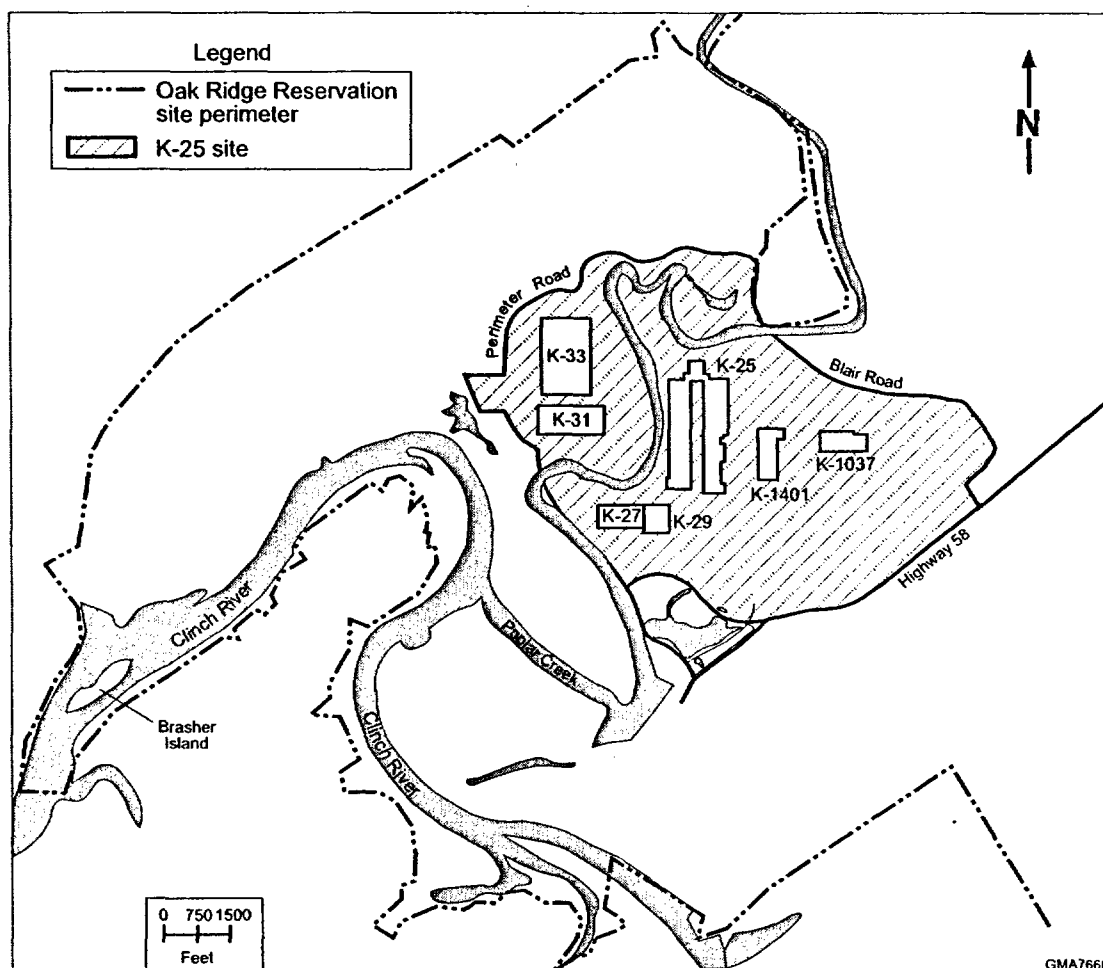 Legend
Oak Ridge Reservation
site perimeter
K-25 site
N
Perimeter Road
K-33
K-31
K-25
Blair Road
K-1037
K-1401
K-27
K-29
Highway 58
Clinch River
Poplar Creek
Brasher
Island
Clinch River
0 750 1500
Feet